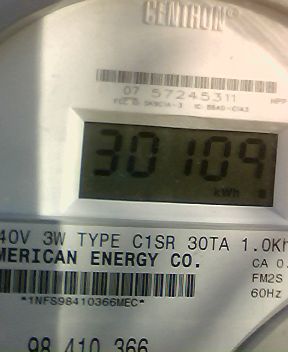 CENTRON®
07 57245311
30109
kWh
40V 3W TYPE C1SR 30TA 1.0Kh
MERICAN ENERGY CO.
CA 0.
FM2S
60Hz
*1NFS98410366MEC*
98 410 366